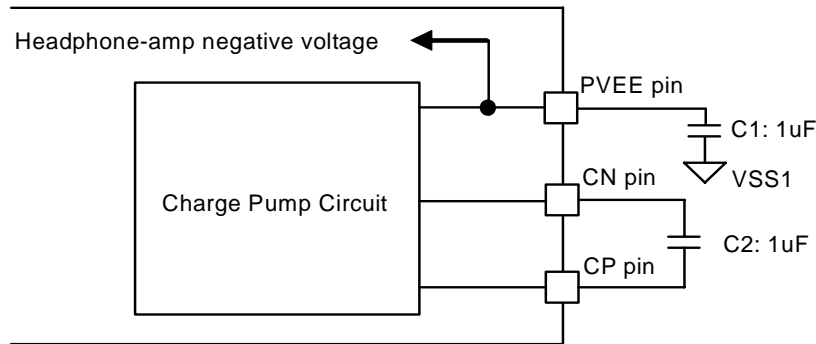 Headphone-amp negative voltage
PVEE pin
C1: 1uF
VSS1
CN pin
Charge Pump Circuit
C2: 1uF
CP pin